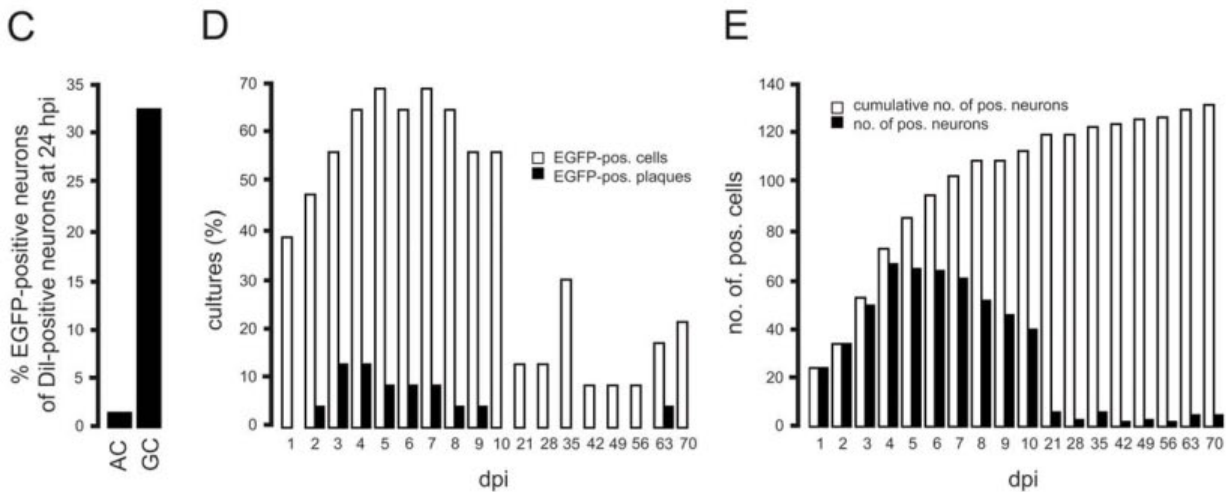 C
% EGFP-positive neurons
of DiI-positive neurons at 24 hpi
35
30
25
20
15
10
5
0
AC
GC
D
cultures (%)
70
60
50
40
30
20
10
0
EGFP-pos. cells
EGFP-pos. plaques
1 2 3 4 5 6 7 8 9 10 21 28 35 42 49 56 63 70
dpi
E
no. of. pos. cells
140
120
100
80
60
40
20
0
cumulative no. of pos. neurons
no. of pos. neurons
1 2 3 4 5 6 7 8 9 10 21 28 35 42 49 56 63 70
dpi